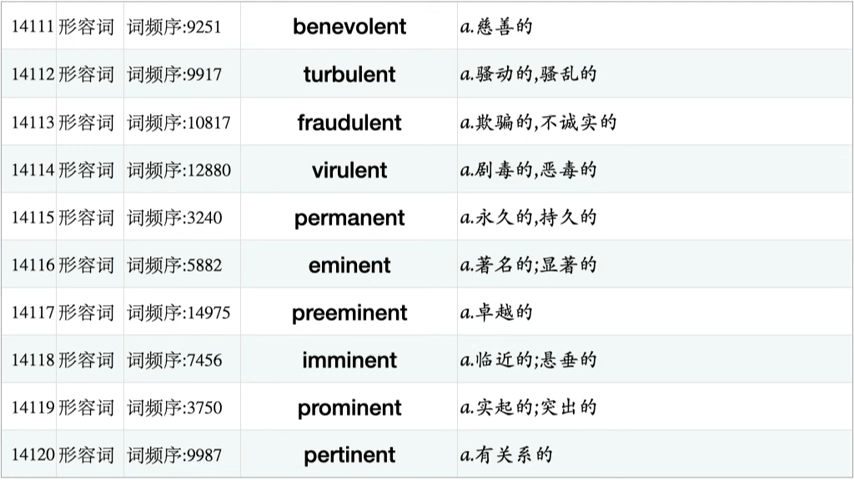 14111 形容词 词频序:9251 benevolent a.慈善的
14112 形容词 词频序:9917 turbulent a.骚动的,骚乱的
14113 形容词 词频序:10817 fraudulent a.欺骗的,不诚实的
14114 形容词 词频序:12880 virulent a.剧毒的,恶毒的
14115 形容词 词频序:3240 permanent a.永久的,持久的
14116 形容词 词频序:5882 eminent a.著名的;显著的
14117 形容词 词频序:14975 preeminent a.卓越的
14118 形容词 词频序:7456 imminent a.临近的;悬垂的
14119 形容词 词频序:3750 prominent a.实起的;突出的
14120 形容词 词频序:9987 pertinent a.有关系的